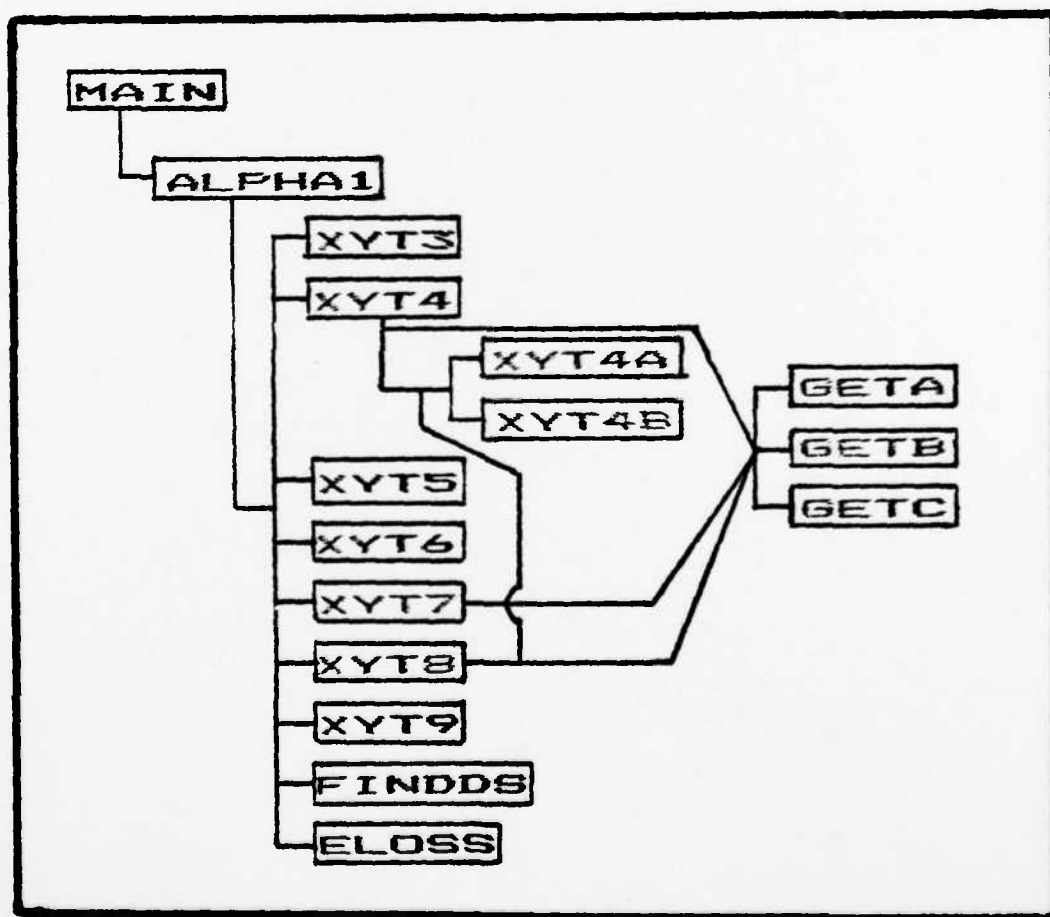 MAIN
ALPHA1
XYT3
XYT4
XYT4A
XYT4B
GETA
GETB
GETC
XYT5
XYT6
XYT7
XYT8
XYT9
FINDDS
ELOSS